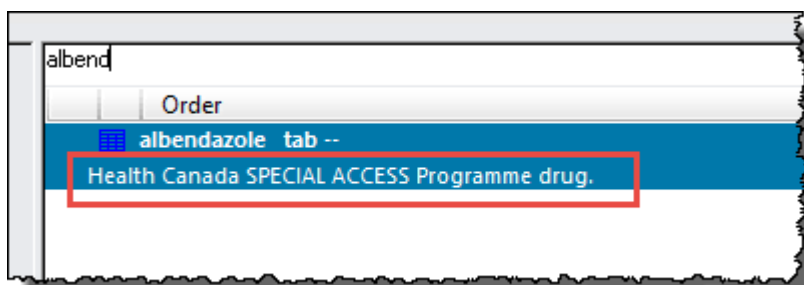 albend
Order
albendazole tab --
Health Canada SPECIAL ACCESS Programme drug.